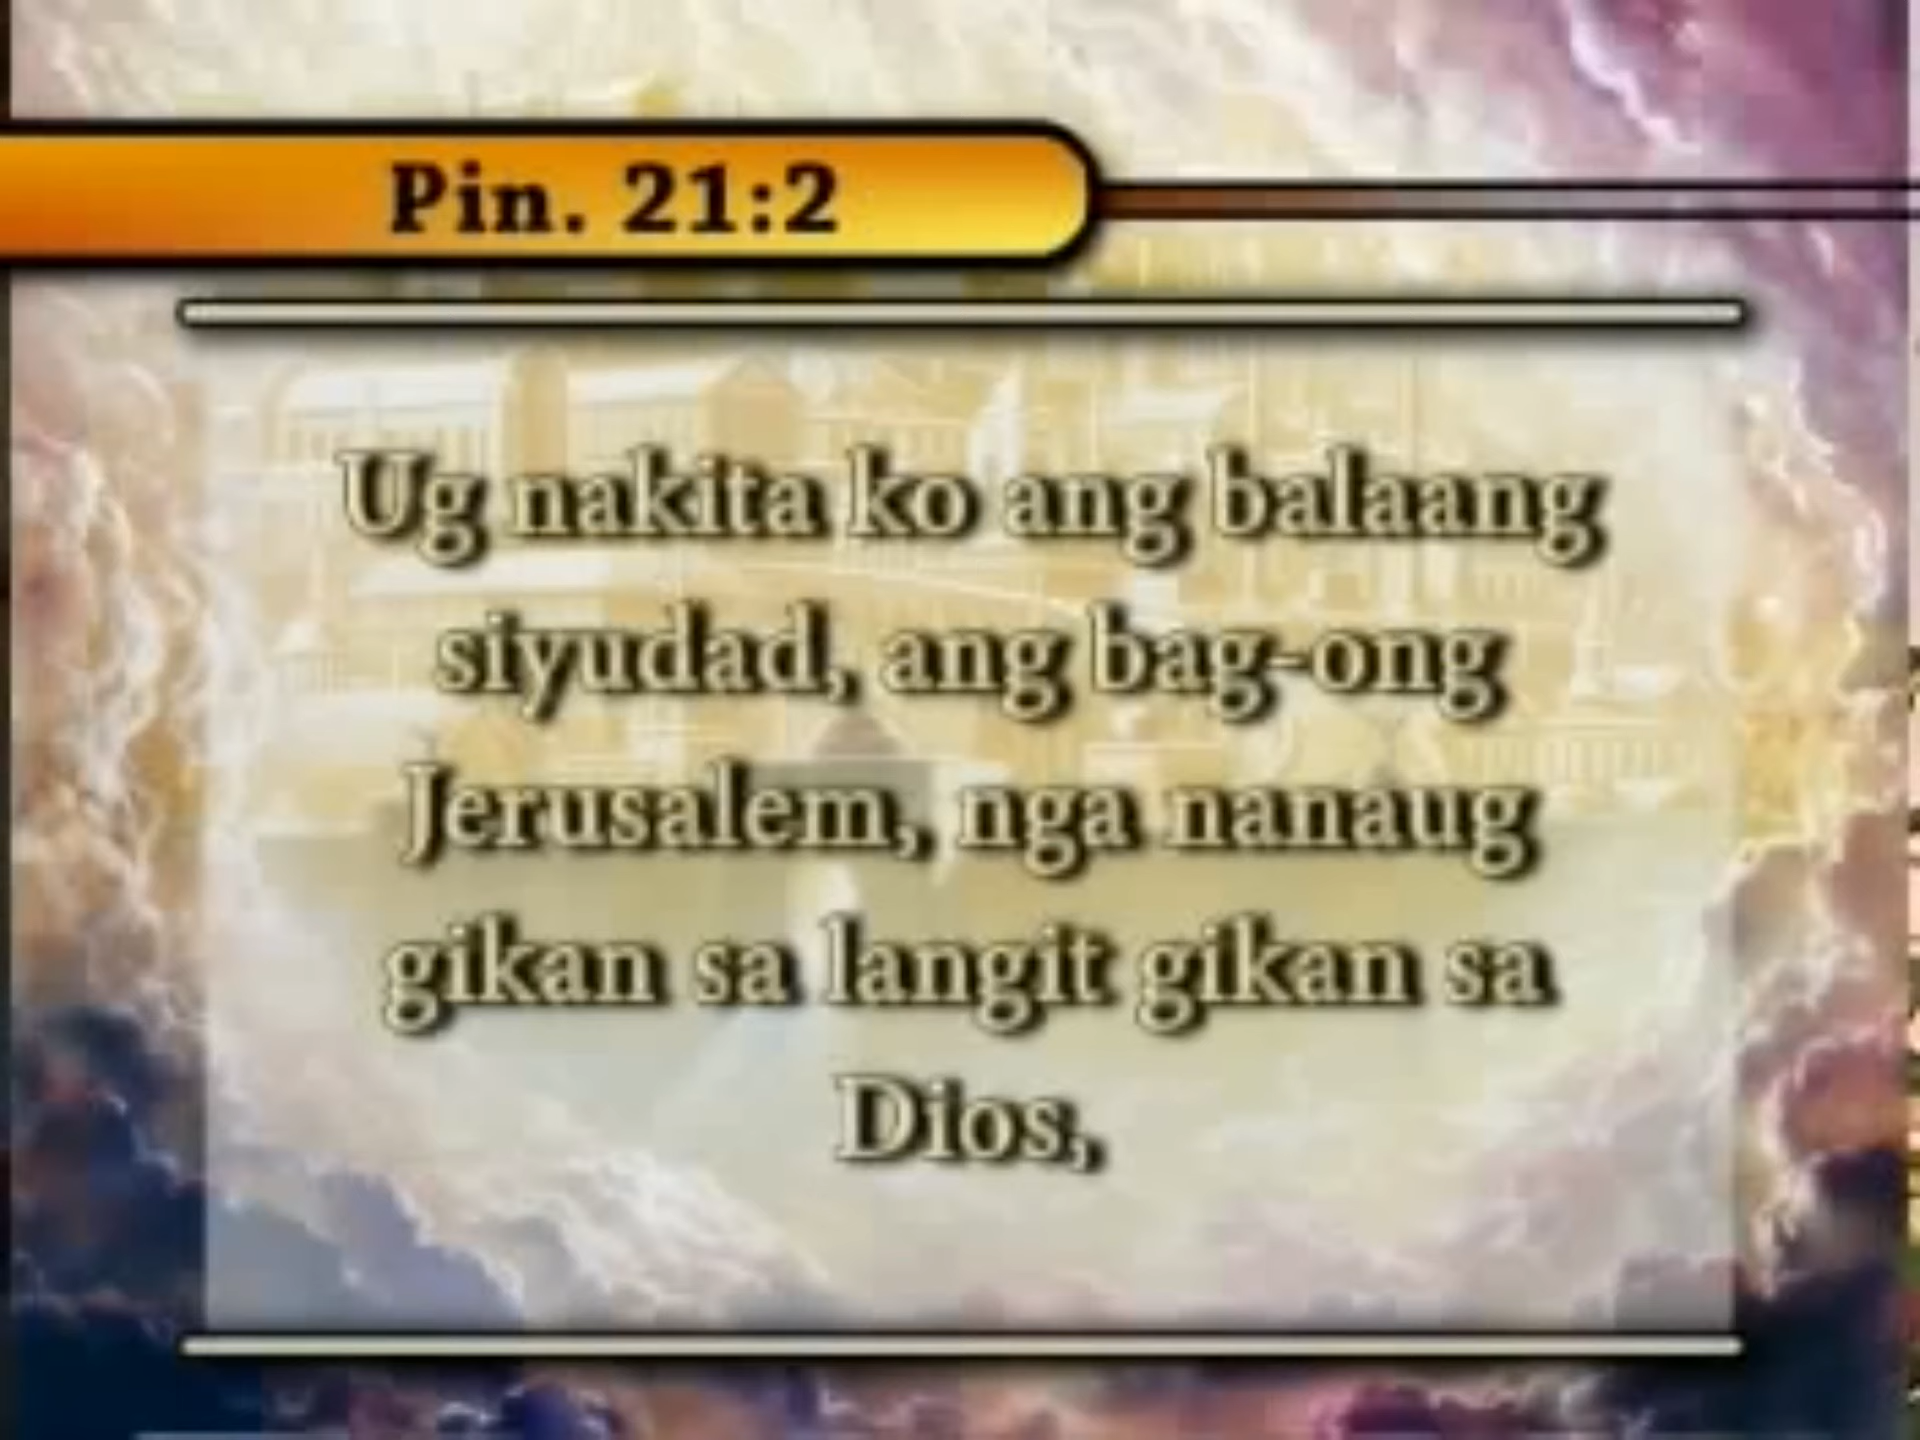 Pin. 21:2
Ug nakita ko ang balaang
siyudad, ang bag-ong
Jerusalem, nga nanaug
gikan sa langit gikan sa
Dios,